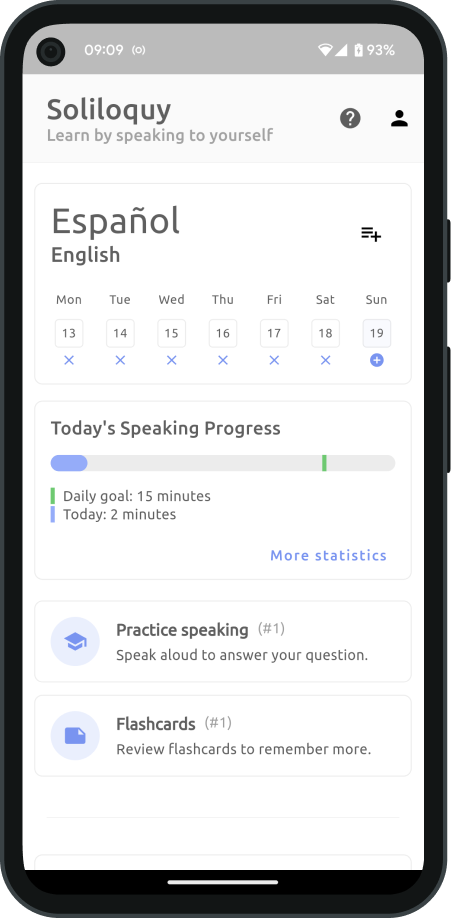 09:09 93%
Soliloquy
Learn by speaking to yourself
Español
English
Mon Tue Wed Thu Fri Sat Sun
13 14 15 16 17 18 19
Today's Speaking Progress
Daily goal: 15 minutes
Today: 2 minutes
More statistics
Practice speaking (#1)
Speak aloud to answer your question.
Flashcards (#1)
Review flashcards to remember more.